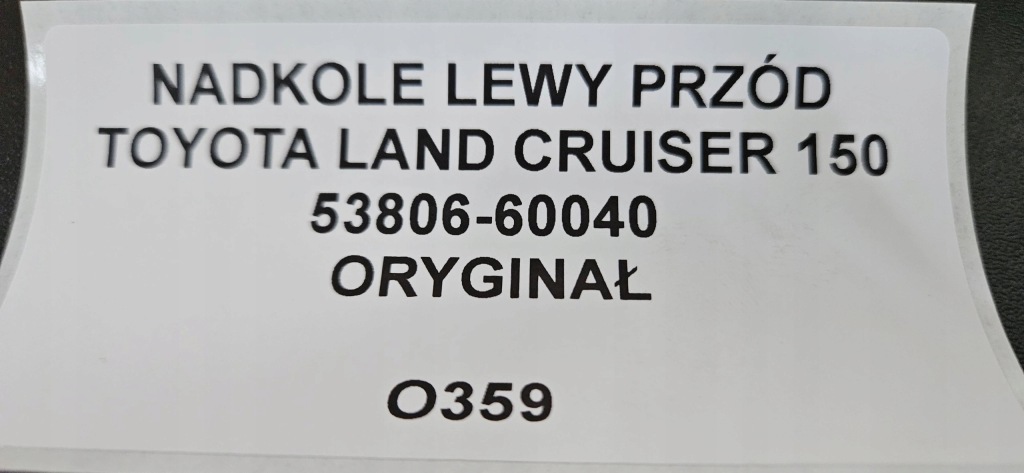 NADKOLE LEWY PRZÓD
TOYOTA LAND CRUISER 150
53806-60040
ORYGINAŁ
O359